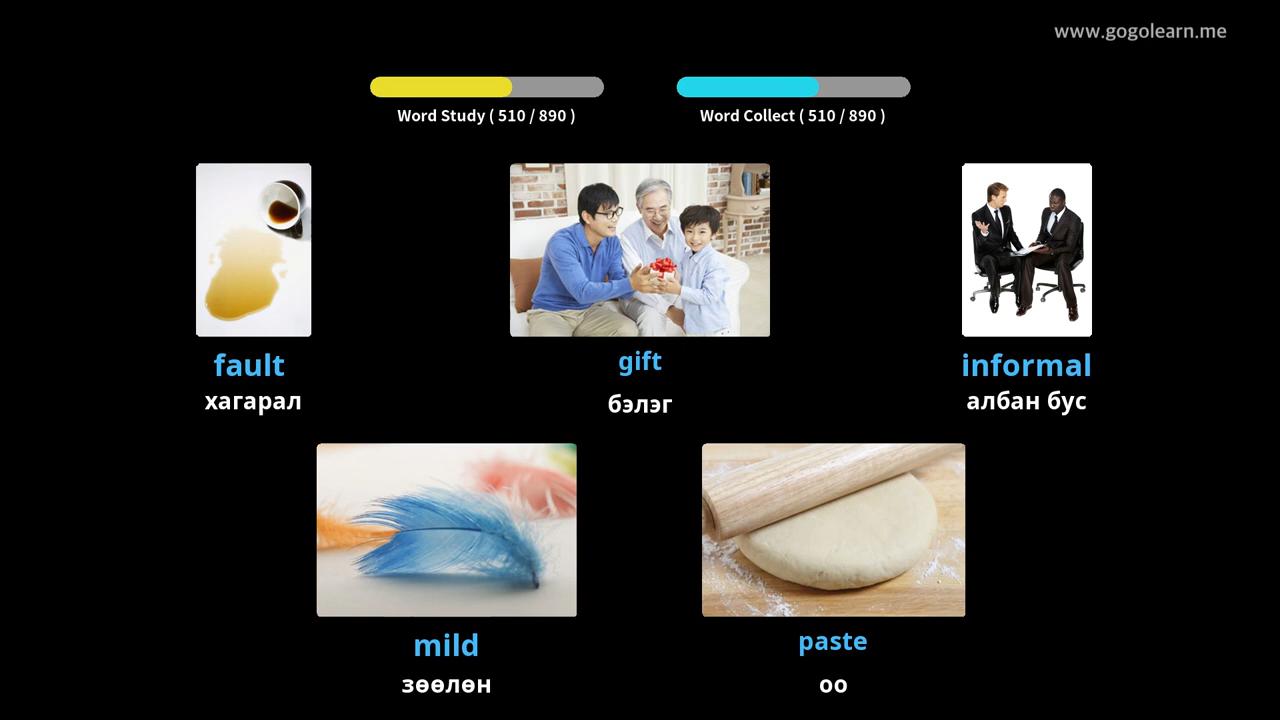 www.gogolearn.me
Word Study ( 510 / 890 )
Word Collect ( 510 / 890 )
fault
хагарал
gift
бэлэг
informal
албан бус
mild
зөөлөн
paste
оо